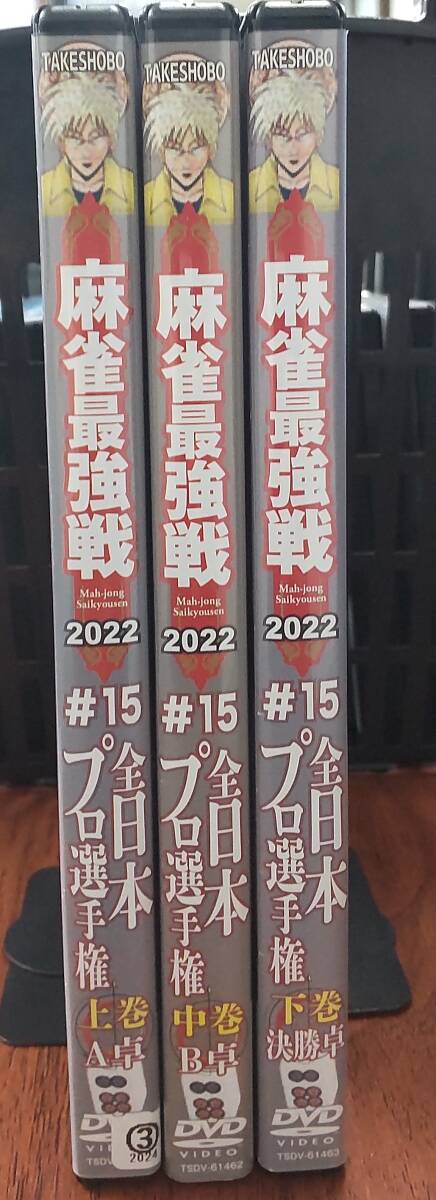 TAKESHOBO
麻雀最強戦
Mah-jong
Saikyousen
2022
#15
全日本
プロ選手権
上巻
A卓
DVD
VIDEO
TSDV-
③
2024
TAKESHOBO
麻雀最強戦
Mah-jong
Saikyousen
2022
#15
全日本
プロ選手権
中巻
B卓
DVD
VIDEO
TSDV-61462
TAKESHOBO
麻雀最強戦
Mah-jong
Saikyousen
2022
#15
全日本
プロ選手権
下巻
決勝卓
DVD
VIDEO
TSDV-61463